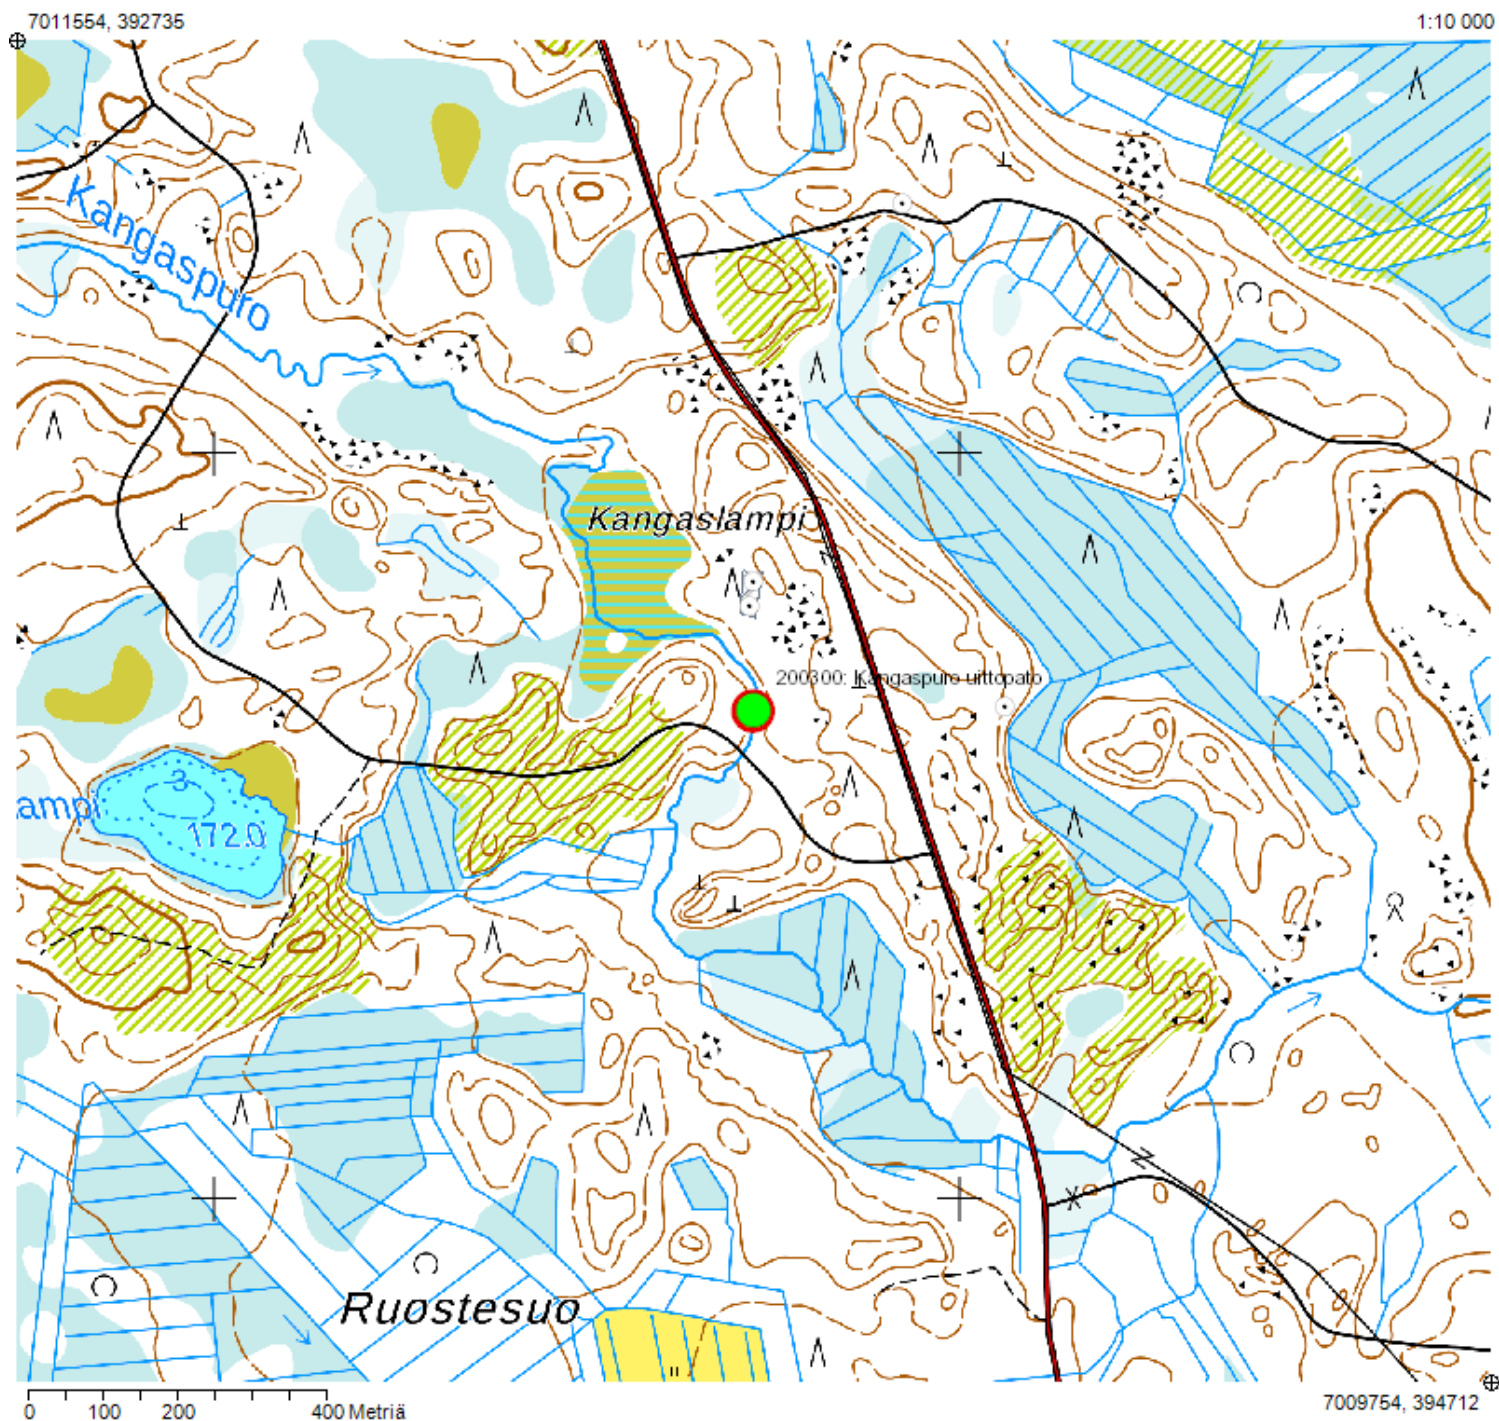 7011554, 392735
1:10 000
Kangaspuro
Kangaslampi
200300: Kangaspuro uittopato
3
ampi
172.0
Ruostesuo
0 100 200 400 Metriä
7009754, 394712